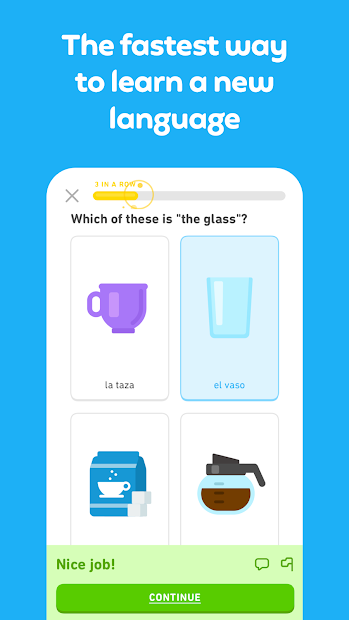 The fastest way
to learn a new
language
3 IN A ROW
Which of these is "the glass"?
la taza
el vaso
Nice job!
CONTINUE